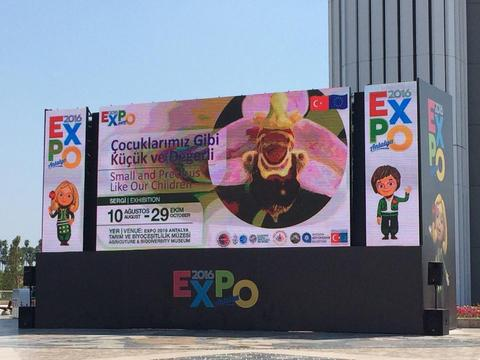 2016
EXPO
Antalya
EXPO
Çocuklarımız Gibi
Küçük ve Değerli
Small and Precious
Like Our Children
SERGİ | EXHIBITION
10 AĞUSTOS
AUGUST
-29 EKİM
OCTOBER
YER | VENUE: EXPO 2016 ANTALYA
TARIM VE BİYOÇEŞİTLİLİK MÜZESİ
AGRICULTURE & BIODIVERSITY MUSEUM
2016
EXPO
Antalya
2016
EXPO
2016
EXPO